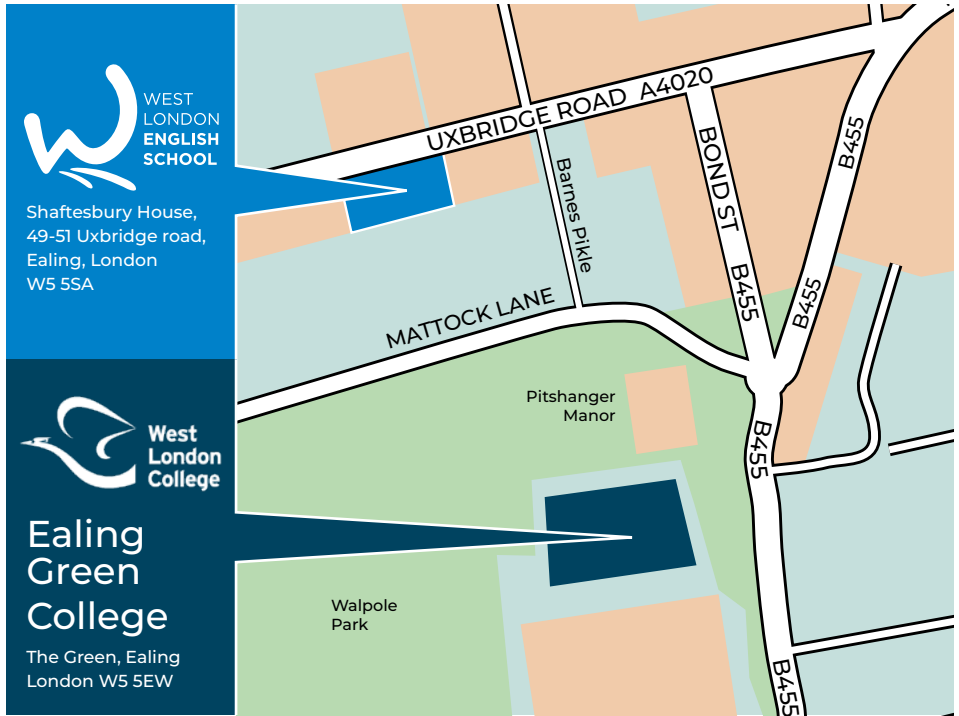 WEST
LONDON
ENGLISH
SCHOOL
Shaftesbury House,
49-51 Uxbridge road,
Ealing, London
W5 5SA
West
London
College
Ealing
Green
College
The Green, Ealing
London W5 5EW
UXBRIDGE ROAD A4020
BOND ST B455
B455
B455
Barnes Pikle
MATTOCK LANE
Pitshanger
Manor
B455
Walpole
Park
B455